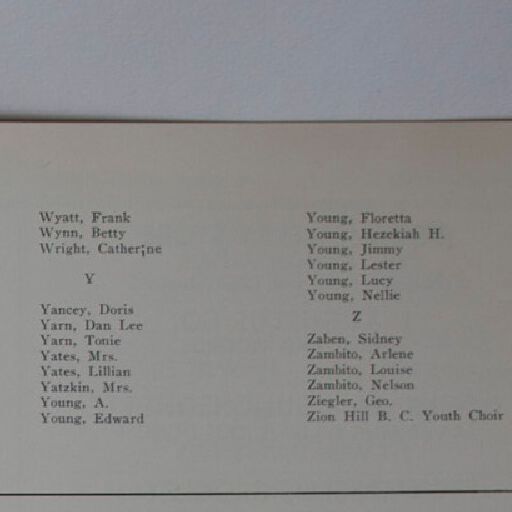 Wyatt, Frank
Wynn, Betty
Wright, Cather¦ne
Y
Yancey, Doris
Yarn, Dan Lee
Yarn, Tonie
Yates, Mrs.
Yates, Lillian
Yatzkin, Mrs.
Young, A.
Young, Edward
Young, Floretta
Young, Hezekiah H.
Young, Jimmy
Young, Lester
Young, Lucy
Young, Nellie
Z
Zaben, Sidney
Zambito, Arlene
Zambito, Louise
Zambito, Nelson
Ziegler, Geo.
Zion Hill B. C. Youth Choir